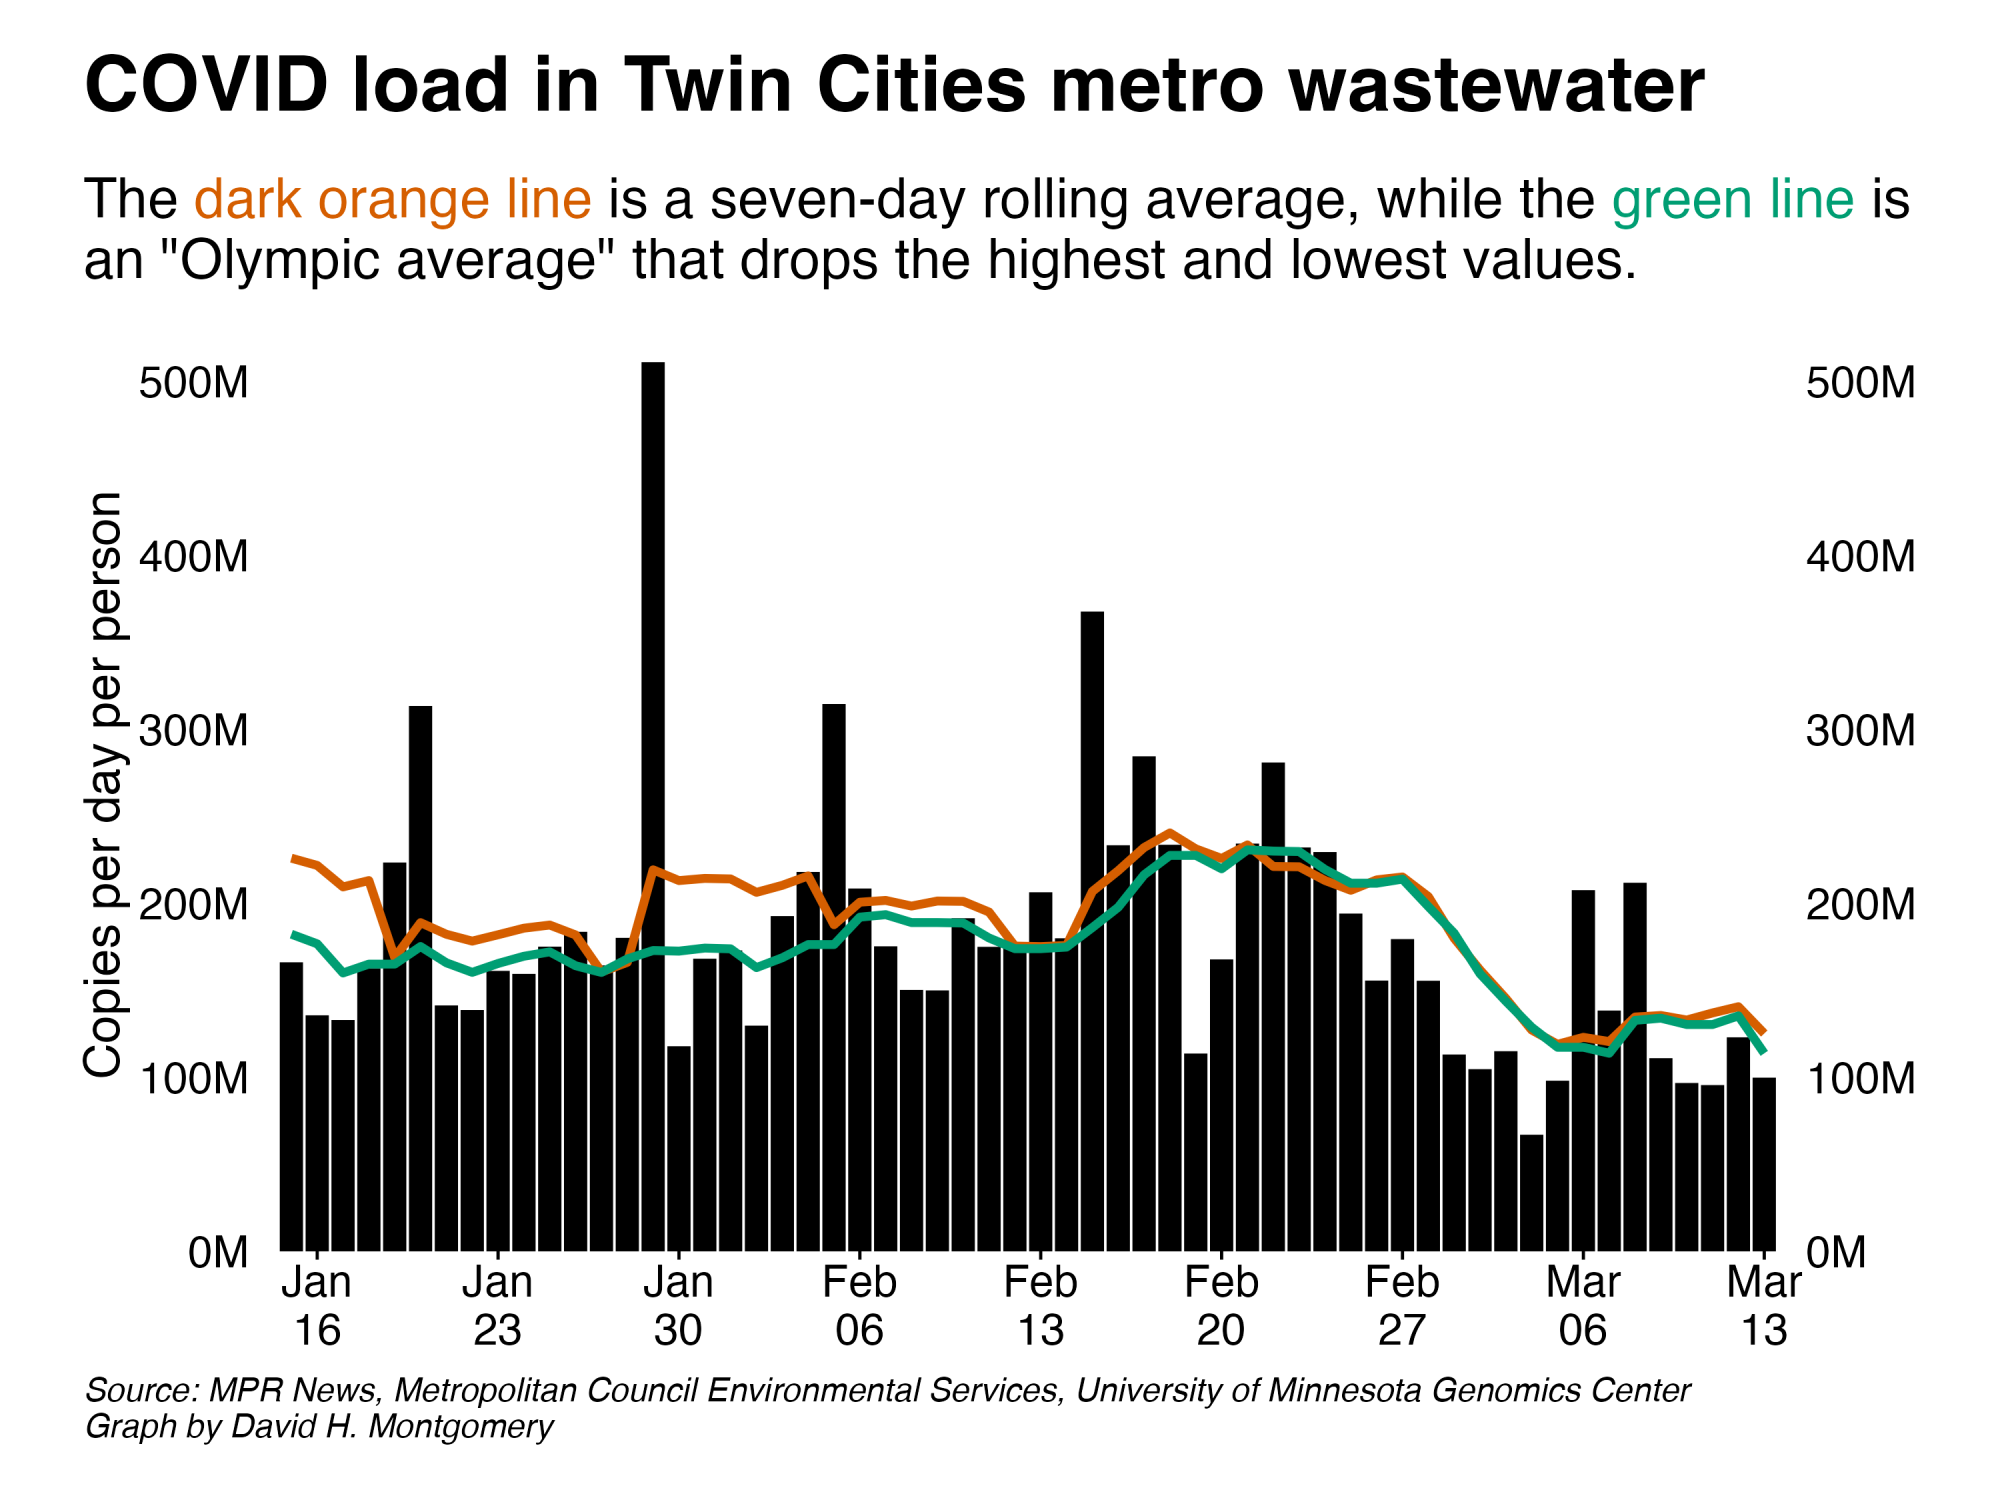 COVID load in Twin Cities metro wastewater
The dark orange line is a seven-day rolling average, while the green line is
an "Olympic average" that drops the highest and lowest values.
Copies per day per person
500M
400M
300M
200M
100M
0M
500M
400M
300M
200M
100M
0M
Jan
16
Jan
23
Jan
30
Feb
06
Feb
13
Feb
20
Feb
27
Mar
06
Mar
13
Source: MPR News, Metropolitan Council Environmental Services, University of Minnesota Genomics Center
Graph by David H. Montgomery